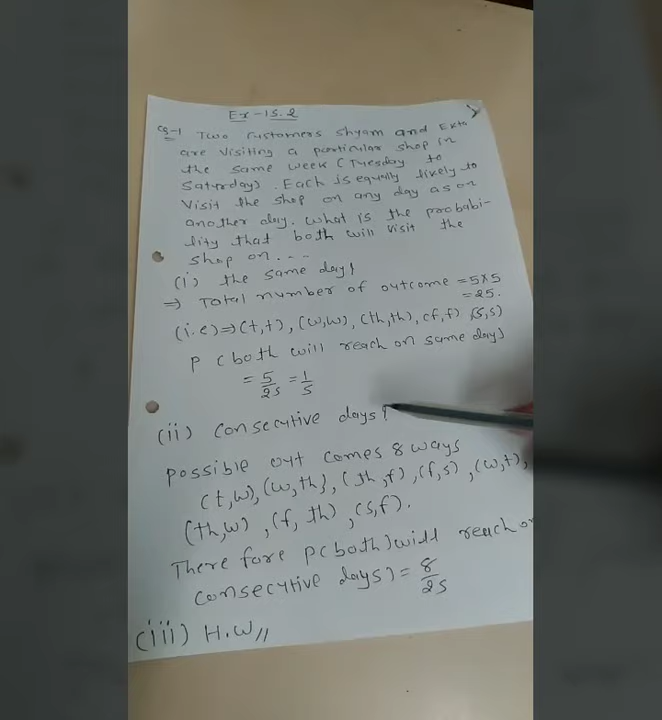 Ex-15.2
Q-1 Two customers Shyam and Ekta
are visiting a particular shop in
the same week (Tuesday to
Saturday). Each is equally likely to
visit the shop on any day as on
another day. What is the probabi-
lity that both will visit the
shop on....
(i) the same day?
⇒ Total number of outcome = 5×5
= 25.
(i.e) ⇒ (t,t), (w,w), (th,th), (f,f) (s,s)
P (both will reach on same day)
= 5/25 = 1/5
(ii) Consecutive days?
possible out comes 8 ways
(t,w), (w,th), (th,f), (f,s), (w,t),
(th,w), (f, th), (s,f).
There fore P(both) will reach on
consecutive days) = 8/25
(iii) H.W//